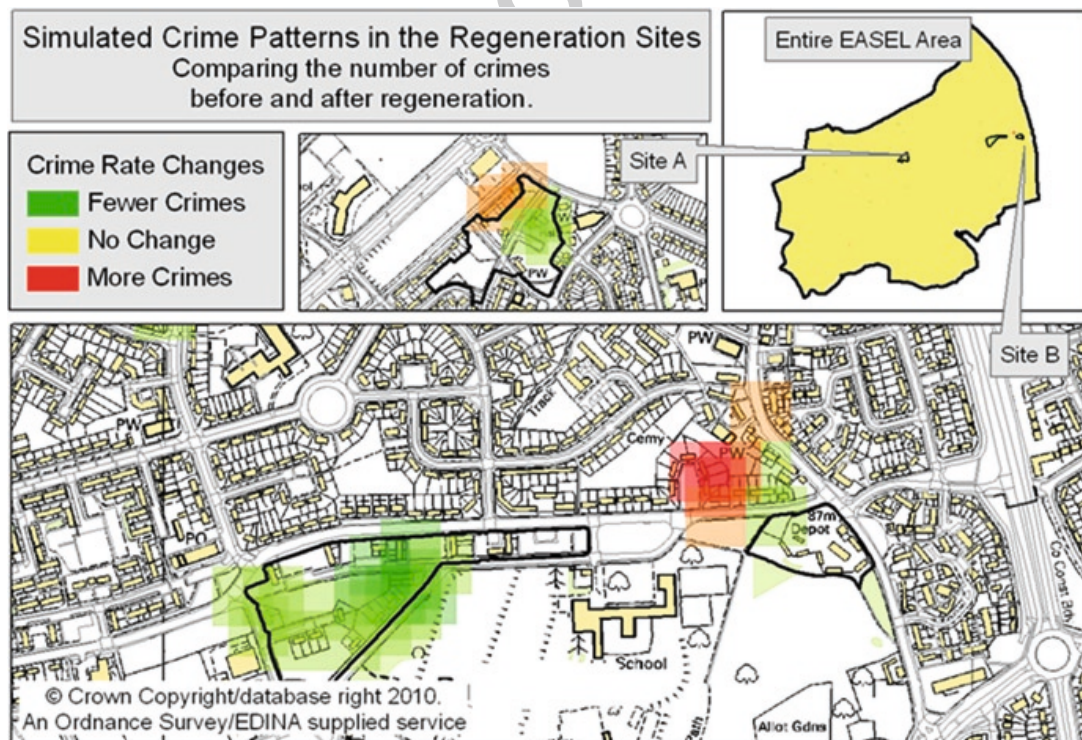 Simulated Crime Patterns in the Regeneration Sites
Comparing the number of crimes
before and after regeneration.
Entire EASEL Area
Crime Rate Changes
Fewer Crimes
No Change
More Crimes
Site A
PW
Site B
PW
PW
Track
Cemy
PW
PO
87m
Depot
School
Path
Allot Gdns
© Crown Copyright/database right 2010.
An Ordnance Survey/EDINA supplied service